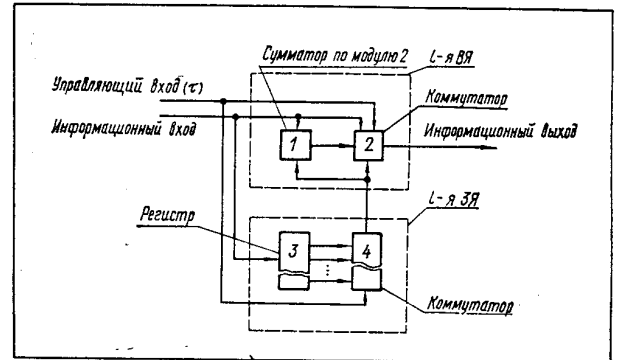 Сумматор по модулю 2
i-я ВЯ
Управляющий вход (τ)
Коммутатор
Информационный вход
Информационный выход
1
2
i-я ЗЯ
Регистр
3
4
Коммутатор